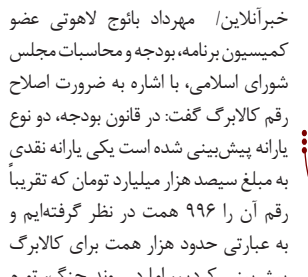 خبرآنلاین/ مهرداد بائوج لاهوتی عضو
کمیسیون برنامه، بودجه و محاسبات مجلس
شورای اسلامی، با اشاره به ضرورت اصلاح
رقم کالابرگ گفت: در قانون بودجه، دو نوع
یارانه پیش‌بینی شده است یکی یارانه نقدی
به مبلغ سیصد هزار میلیارد تومان که تقریباً
رقم آن را ۹۹۶ همت در نظر گرفته‌ایم و
به عبارتی حدود هزار همت برای کالابرگ